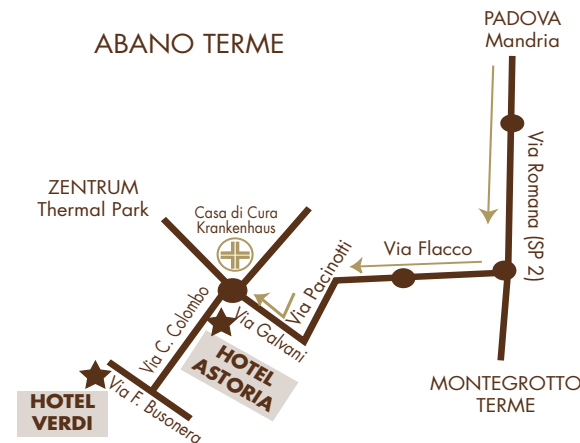 ABANO TERME
PADOVA
Mandria
Via Romana (SP 2)
ZENTRUM
Thermal Park
Casa di Cura
Krankenhaus
Via Flacco
Via Pacinotti
Via Galvani
Via C. Colombo
HOTEL
ASTORIA
MONTEGROTTO
TERME
Via F. Busonera
HOTEL
VERDI